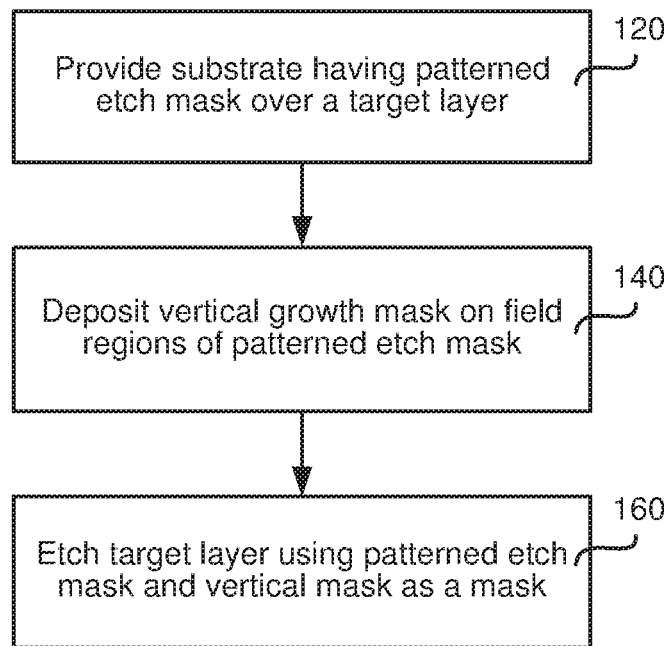 120
Provide substrate having patterned
etch mask over a target layer
140
Deposit vertical growth mask on field
regions of patterned etch mask
160
Etch target layer using patterned etch
mask and vertical mask as a mask